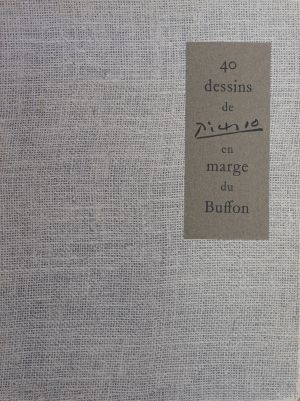 40
dessins
de
Picasso
en
marge
du
Buffon